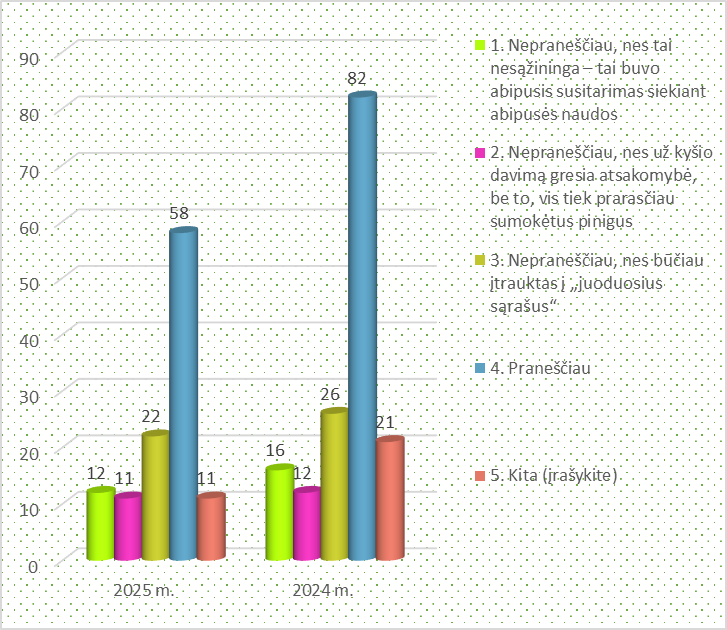 90
80
70
60
50
40
30
20
10
0
12
11
22
58
11
16
12
26
82
21
2025 m.
2024 m.
1. Nepraneščiau, nes tai
nesąžininga – tai buvo
abipusis susitarimas siekiant
abipusės naudos
2. Nepraneščiau, nes už kyšio
davimą gresia atsakomybė,
be to, vis tiek prarasčiau
sumokėtus pinigus
3. Nepraneščiau, nes būčiau
įtrauktas į „juoduosius
sąrašus“
4. Praneščiau
5. Kita (įrašykite)